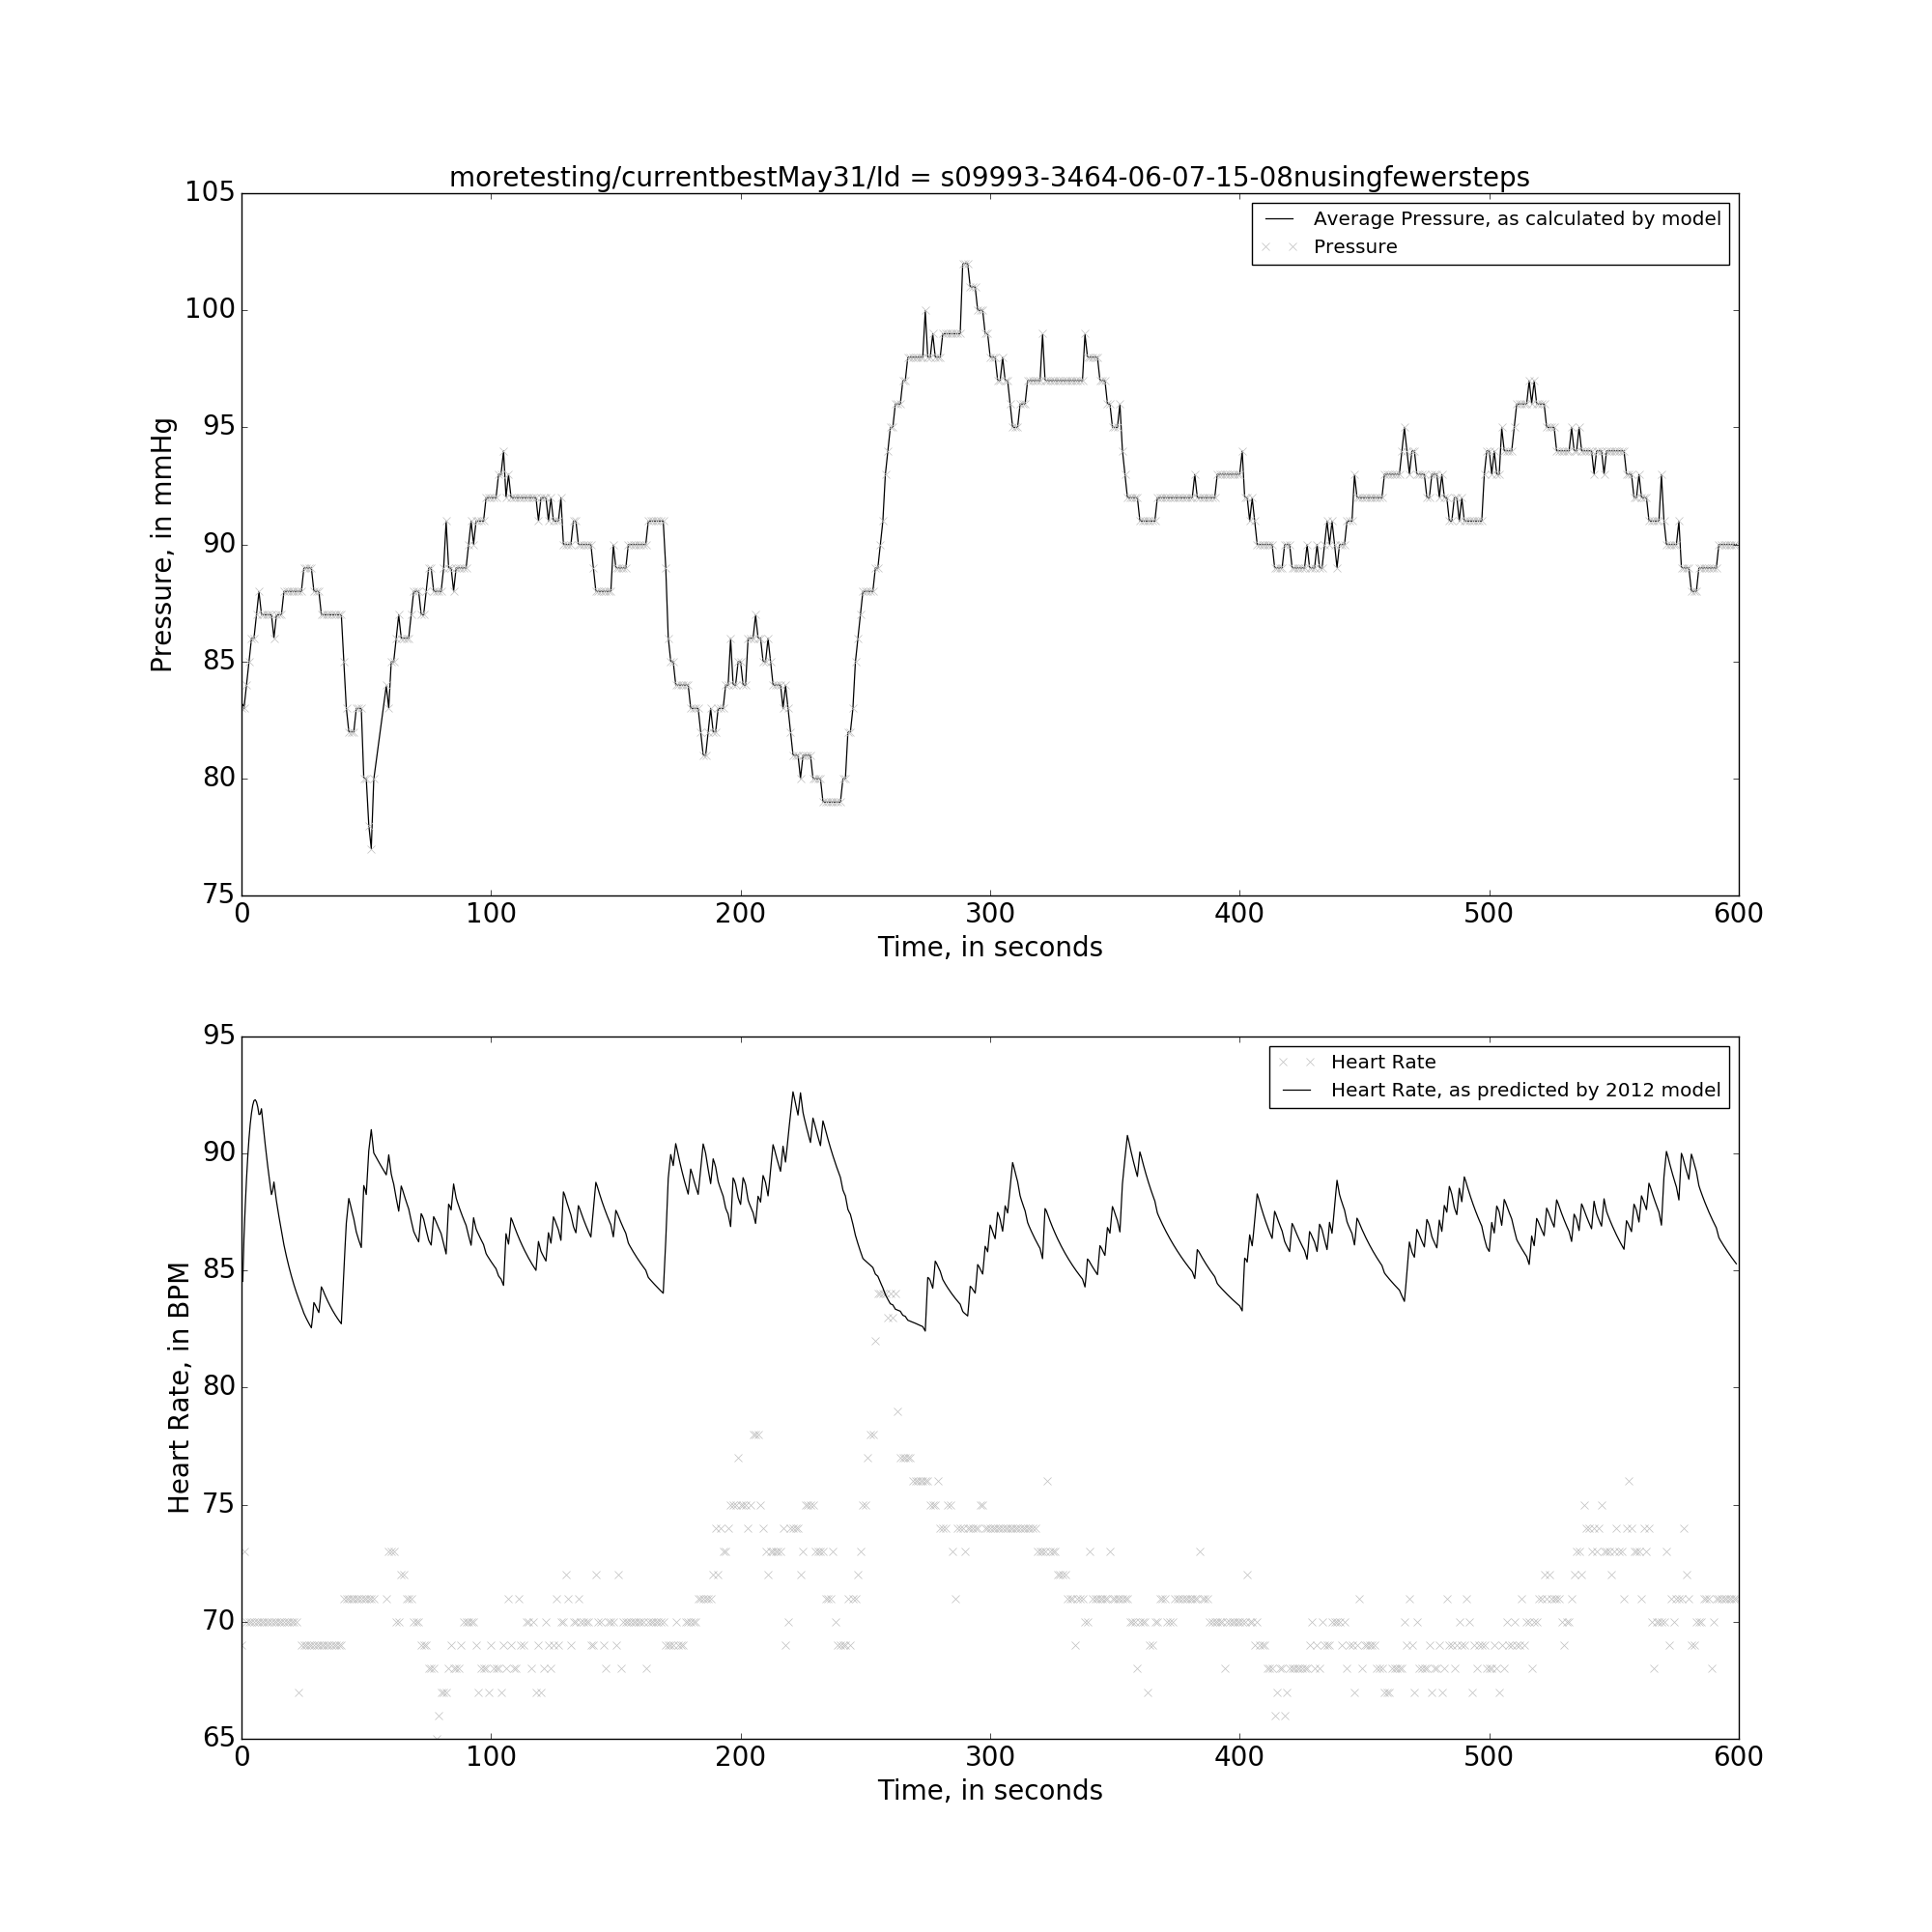 moretesting/currentbestMay31/Id = s09993-3464-06-07-15-08nusingfewersteps
105
100
95
90
85
80
75
Pressure, in mmHg
Average Pressure, as calculated by model
Pressure
0 100 200 300 400 500 600
Time, in seconds
95
90
85
80
75
70
65
Heart Rate, in BPM
Heart Rate
Heart Rate, as predicted by 2012 model
0 100 200 300 400 500 600
Time, in seconds